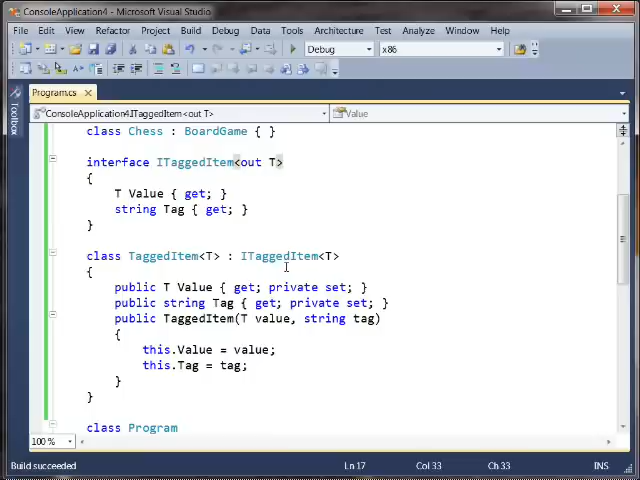 ConsoleApplication4 - Microsoft Visual Studio
File Edit View Refactor Project Build Debug Data Tools Architecture Test Analyze Window Help
Debug x86
Toolbox
Program.cs
ConsoleApplication4.ITaggedItem<out T> Value
class Chess : BoardGame { }
interface ITaggedItem<out T>
{
T Value { get; }
string Tag { get; }
}
class TaggedItem<T> : ITaggedItem<T>
{
public T Value { get; private set; }
public string Tag { get; private set; }
public TaggedItem(T value, string tag)
{
this.Value = value;
this.Tag = tag;
}
}
class Program
100 %
Build succeeded Ln 17 Col 33 Ch 33 INS